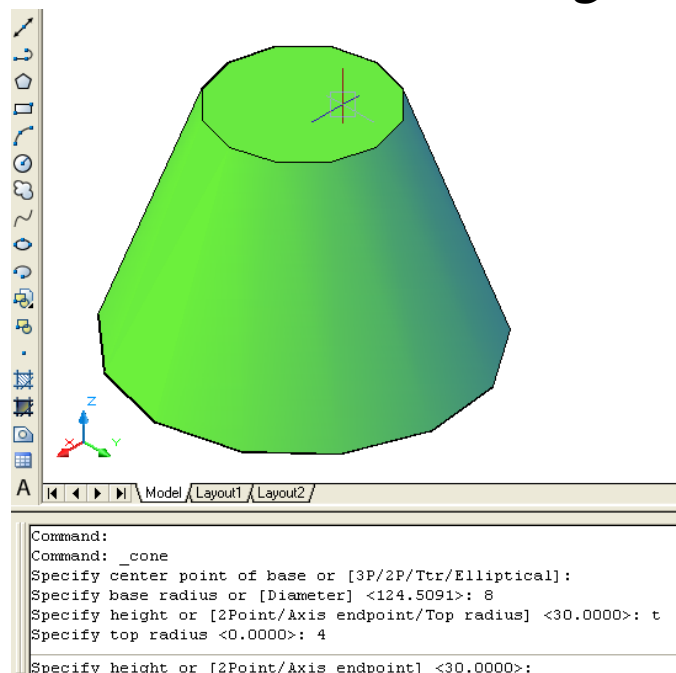 Z
X
Y
A
Model
Layout1
Layout2
Command:
Command: _cone
Specify center point of base or [3P/2P/Ttr/Elliptical]:
Specify base radius or [Diameter] <124.5091>: 8
Specify height or [2Point/Axis endpoint/Top radius] <30.0000>: t
Specify top radius <0.0000>: 4
Specify height or [2Point/Axis endpoint] <30.0000>: